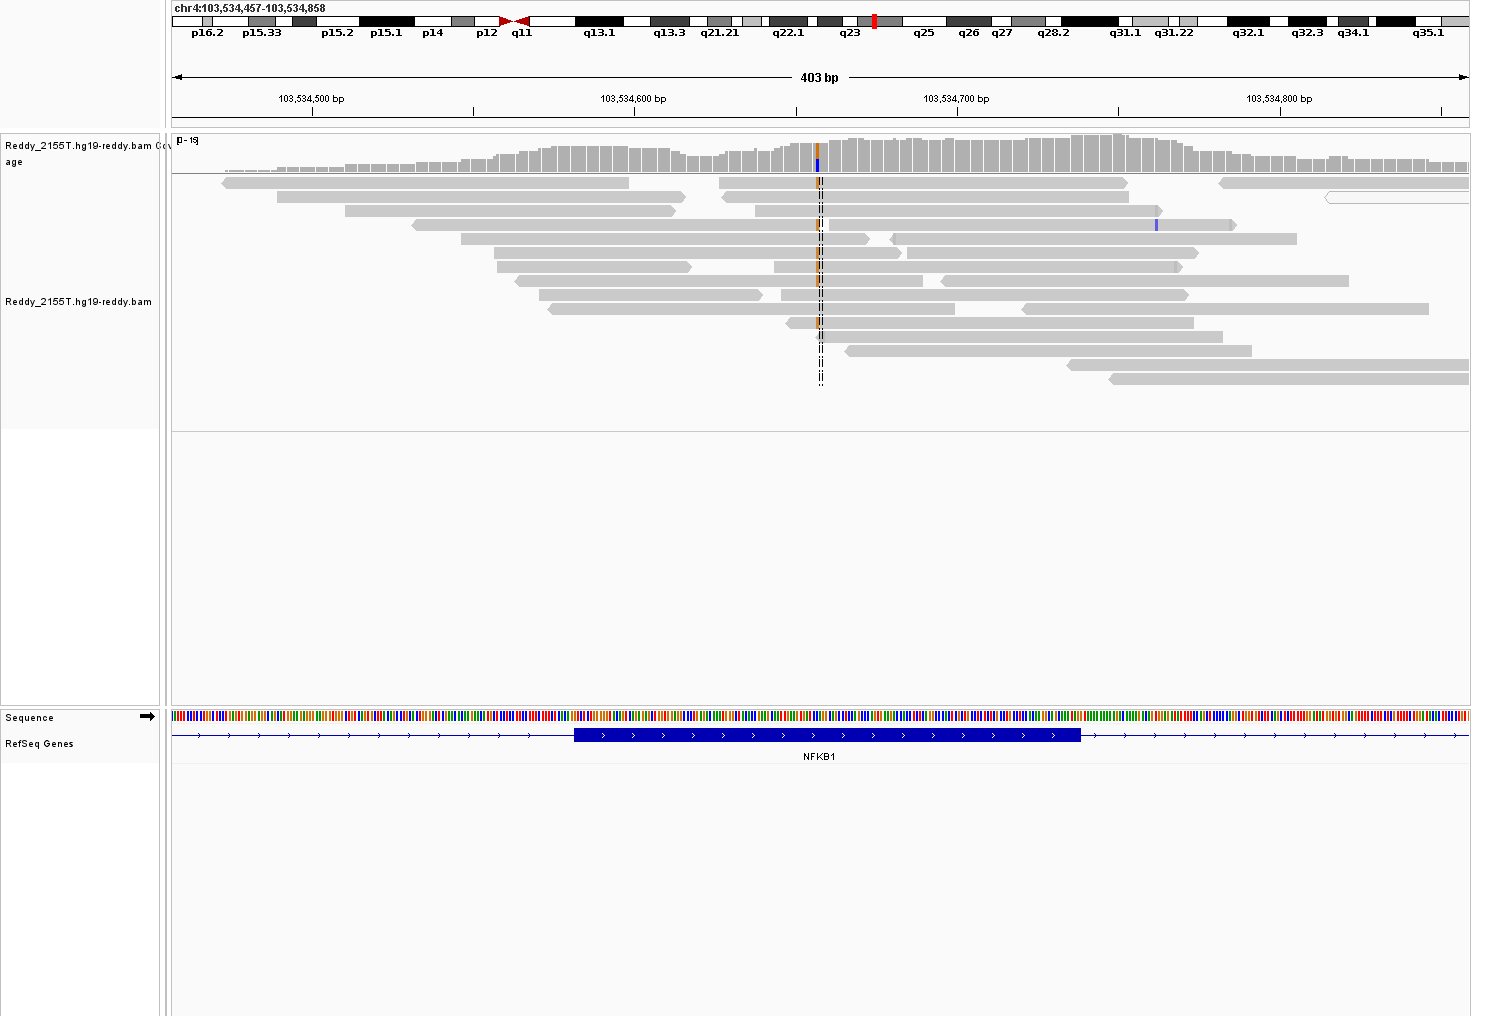 chr4:103,534,457-103,534,858
p16.2 p15.33 p15.2 p15.1 p14 p12 q11 q13.1 q13.3 q21.21 q22.1 q23 q25 q26 q27 q28.2 q31.1 q31.22 q32.1 q32.3 q34.1 q35.1
403 bp
103,534,500 bp 103,534,600 bp 103,534,700 bp 103,534,800 bp
Reddy_2155T.hg19-reddy.bam Cov
age
[0 - 19]
Reddy_2155T.hg19-reddy.bam
Sequence
RefSeq Genes
NFKB1